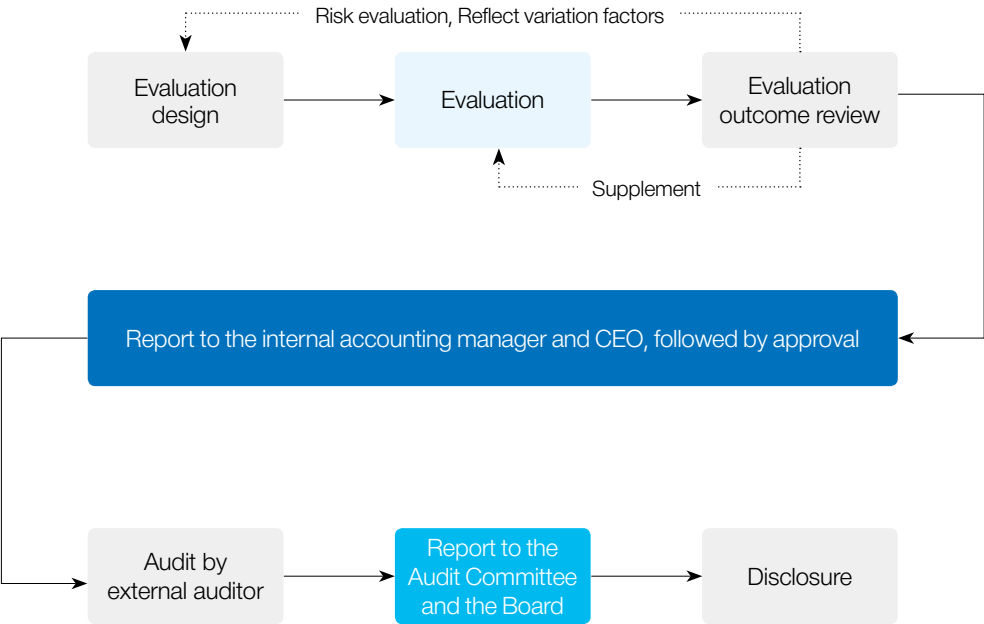 Risk evaluation, Reflect variation factors
Evaluation
design
Evaluation
Evaluation
outcome review
Supplement
Report to the internal accounting manager and CEO, followed by approval
Audit by
external auditor
Report to the
Audit Committee
and the Board
Disclosure